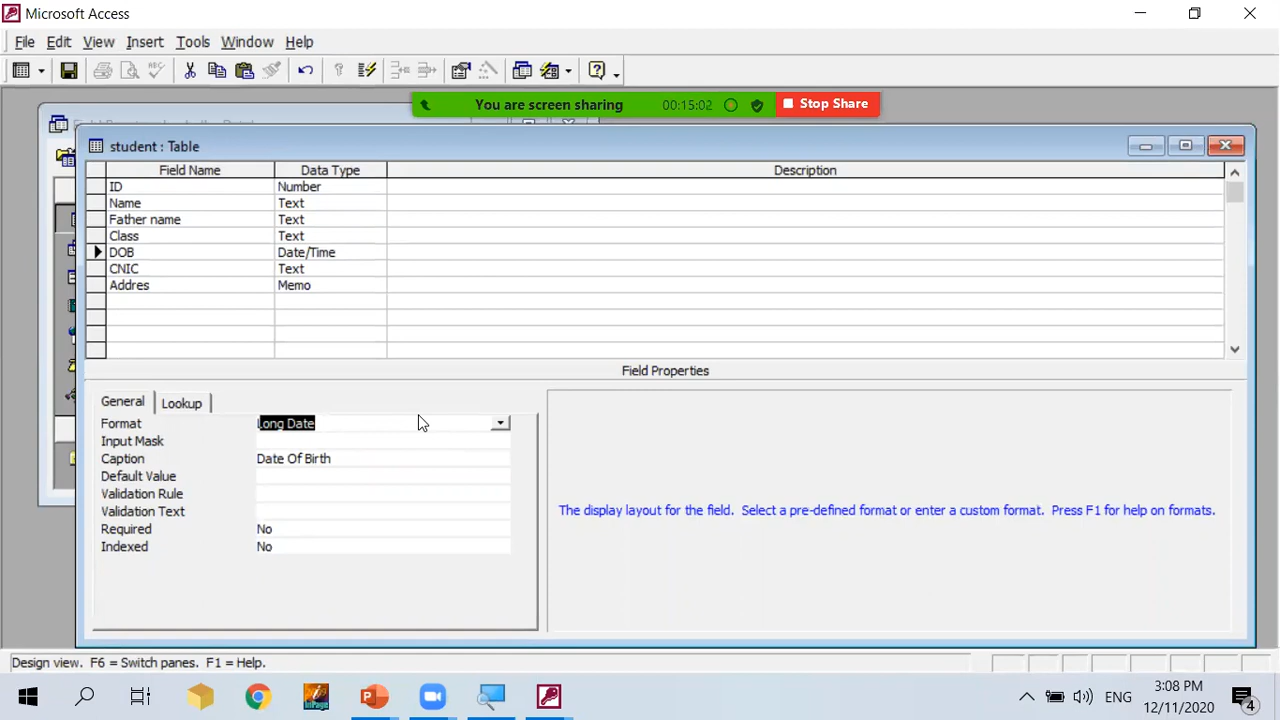 Microsoft Access
File Edit View Insert Tools Window Help
You are screen sharing 00:15:02 Stop Share
student : Table
Field Name Data Type Description
ID Number
Name Text
Father name Text
Class Text
DOB Date/Time
CNIC Text
Addres Memo
Field Properties
General Lookup
Format Long Date
Input Mask
Caption Date Of Birth
Default Value
Validation Rule
Validation Text
Required No
Indexed No
The display layout for the field. Select a pre-defined format or enter a custom format. Press F1 for help on formats.
Design view. F6 = Switch panes. F1 = Help.
ENG
3:08 PM
12/11/2020
4